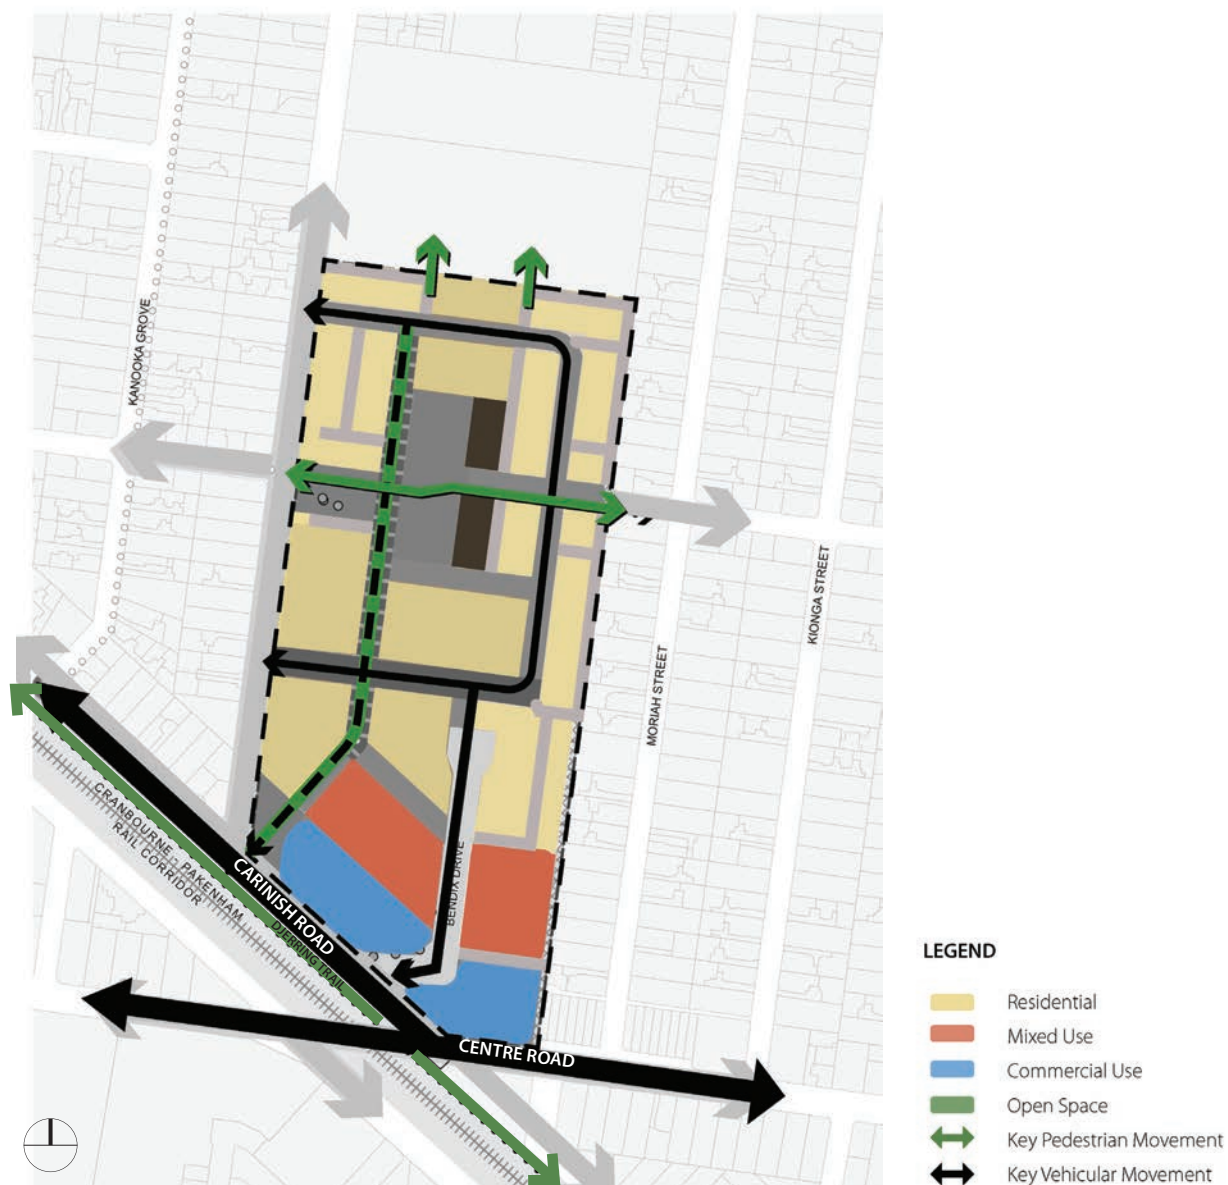 KANOOKA GROVE
KIONGA STREET
MORIAH STREET
CRANBOURNE - PAKENHAM
RAIL CORRIDOR
CARINISH ROAD
DJERRING TRAIL
BENDIX DRIVE
CENTRE ROAD
LEGEND
Residential
Mixed Use
Commercial Use
Open Space
Key Pedestrian Movement
Key Vehicular Movement